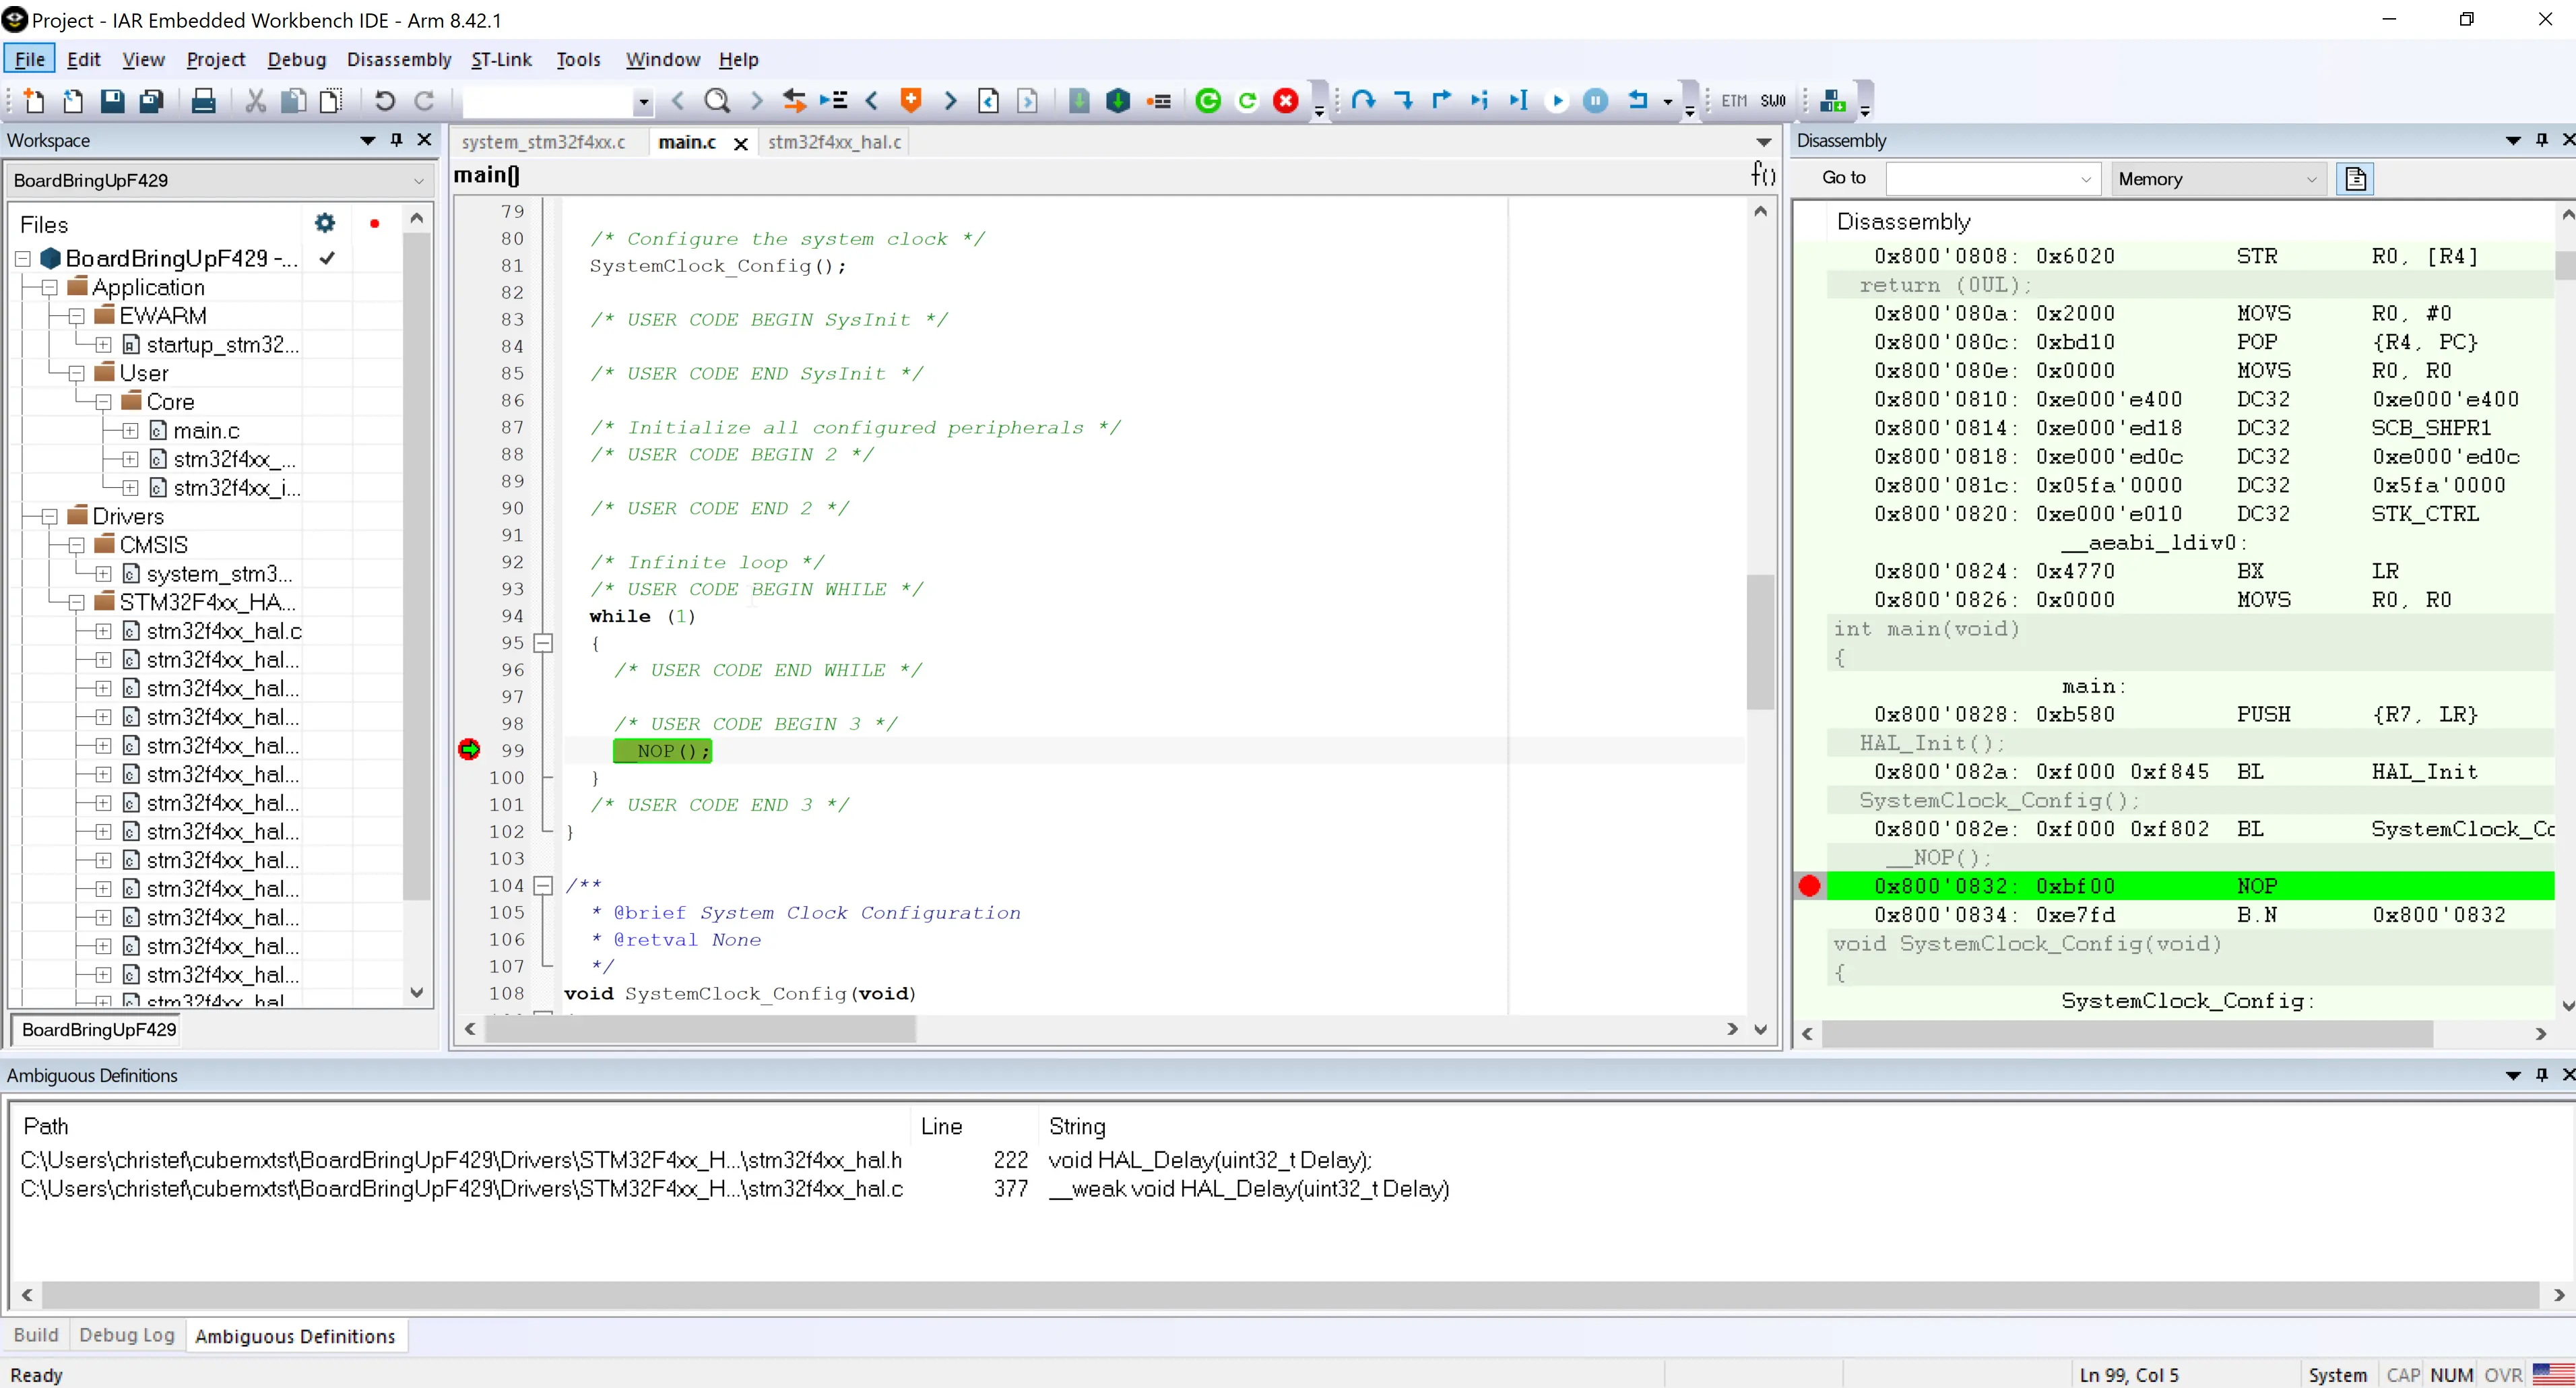 Project - IAR Embedded Workbench IDE - Arm 8.42.1
File Edit View Project Debug Disassembly ST-Link Tools Window Help
ETM SWO
Workspace
BoardBringUpF429
Files
BoardBringUpF429 -...
Application
EWARM
startup_stm32...
User
Core
main.c
stm32f4xx_...
stm32f4xx_i...
Drivers
CMSIS
system_stm3...
STM32F4xx_HA...
stm32f4xx_hal.c
stm32f4xx_hal...
stm32f4xx_hal...
stm32f4xx_hal...
stm32f4xx_hal...
stm32f4xx_hal...
stm32f4xx_hal...
stm32f4xx_hal...
stm32f4xx_hal...
stm32f4xx_hal...
stm32f4xx_hal...
stm32f4xx_hal...
stm32f4xx_hal...
stm32f4xx_hal
BoardBringUpF429
system_stm32f4xx.c main.c stm32f4xx_hal.c
main()
f()
79
80 /* Configure the system clock */
81 SystemClock_Config();
82
83 /* USER CODE BEGIN SysInit */
84
85 /* USER CODE END SysInit */
86
87 /* Initialize all configured peripherals */
88 /* USER CODE BEGIN 2 */
89
90 /* USER CODE END 2 */
91
92 /* Infinite loop */
93 /* USER CODE BEGIN WHILE */
94 while (1)
95 {
96 /* USER CODE END WHILE */
97
98 /* USER CODE BEGIN 3 */
99 __NOP();
100 }
101 /* USER CODE END 3 */
102 }
103
104 /**
105 * @brief System Clock Configuration
106 * @retval None
107 */
108 void SystemClock_Config(void)
Disassembly
Go to Memory
Disassembly
0x800'0808: 0x6020 STR R0, [R4]
return (0UL);
0x800'080a: 0x2000 MOVS R0, #0
0x800'080c: 0xbd10 POP {R4, PC}
0x800'080e: 0x0000 MOVS R0, R0
0x800'0810: 0xe000'e400 DC32 0xe000'e400
0x800'0814: 0xe000'ed18 DC32 SCB_SHPR1
0x800'0818: 0xe000'ed0c DC32 0xe000'ed0c
0x800'081c: 0x05fa'0000 DC32 0x5fa'0000
0x800'0820: 0xe000'e010 DC32 STK_CTRL
__aeabi_ldiv0:
0x800'0824: 0x4770 BX LR
0x800'0826: 0x0000 MOVS R0, R0
int main(void)
{
main:
0x800'0828: 0xb580 PUSH {R7, LR}
HAL_Init();
0x800'082a: 0xf000 0xf845 BL HAL_Init
SystemClock_Config();
0x800'082e: 0xf000 0xf802 BL SystemClock_Co
__NOP();
0x800'0832: 0xbf00 NOP
0x800'0834: 0xe7fd B.N 0x800'0832
void SystemClock_Config(void)
{
SystemClock_Config:
Ambiguous Definitions
Path Line String
C:\Users\christef\cubemxtst\BoardBringUpF429\Drivers\STM32F4xx_H...\stm32f4xx_hal.h 222 void HAL_Delay(uint32_t Delay);
C:\Users\christef\cubemxtst\BoardBringUpF429\Drivers\STM32F4xx_H...\stm32f4xx_hal.c 377 __weak void HAL_Delay(uint32_t Delay)
Build Debug Log Ambiguous Definitions
Ready Ln 99, Col 5 System CAP NUM OVR